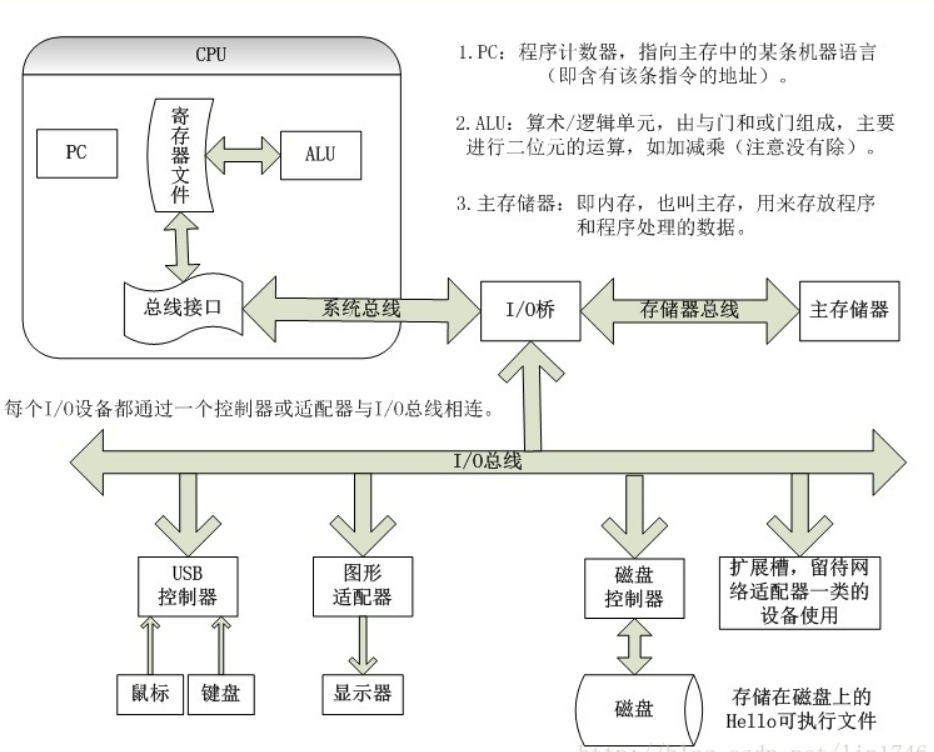 CPU
1.PC：程序计数器，指向主存中的某条机器语言
（即含有该条指令的地址）。
寄存器文件
PC
ALU
2.ALU：算术/逻辑单元，由与门和或门组成，主要
进行二位元的运算，如加减乘（注意没有除）。
3.主存储器：即内存，也叫主存，用来存放程序
和程序处理的数据。
总线接口
系统总线
I/O桥
存储器总线
主存储器
每个I/O设备都通过一个控制器或适配器与I/O总线相连。
I/O总线
USB
控制器
图形
适配器
磁盘
控制器
扩展槽，留待网
络适配器一类的
设备使用
鼠标
键盘
显示器
磁盘
存储在磁盘上的
Hello可执行文件